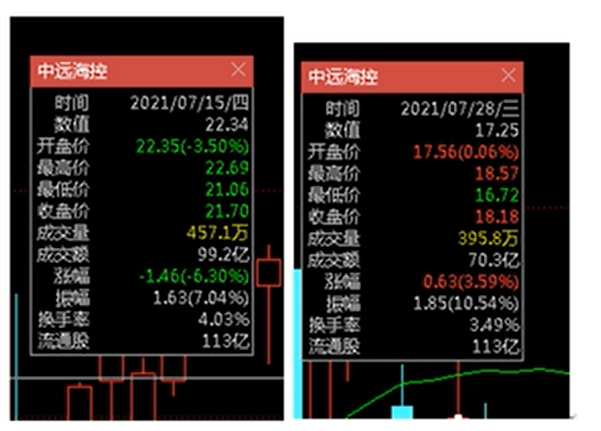 中远海控
时间 2021/07/15/四
数值 22.34
开盘价 22.35(-3.50%)
最高价 22.69
最低价 21.06
收盘价 21.70
成交量 457.1万
成交额 99.2亿
涨幅 -1.46(-6.30%)
振幅 1.63(7.04%)
换手率 4.03%
流通股 113亿
中远海控
时间 2021/07/28/三
数值 17.25
开盘价 17.56(0.06%)
最高价 18.57
最低价 16.72
收盘价 18.18
成交量 395.8万
成交额 70.3亿
涨幅 0.63(3.59%)
振幅 1.85(10.54%)
换手率 3.49%
流通股 113亿